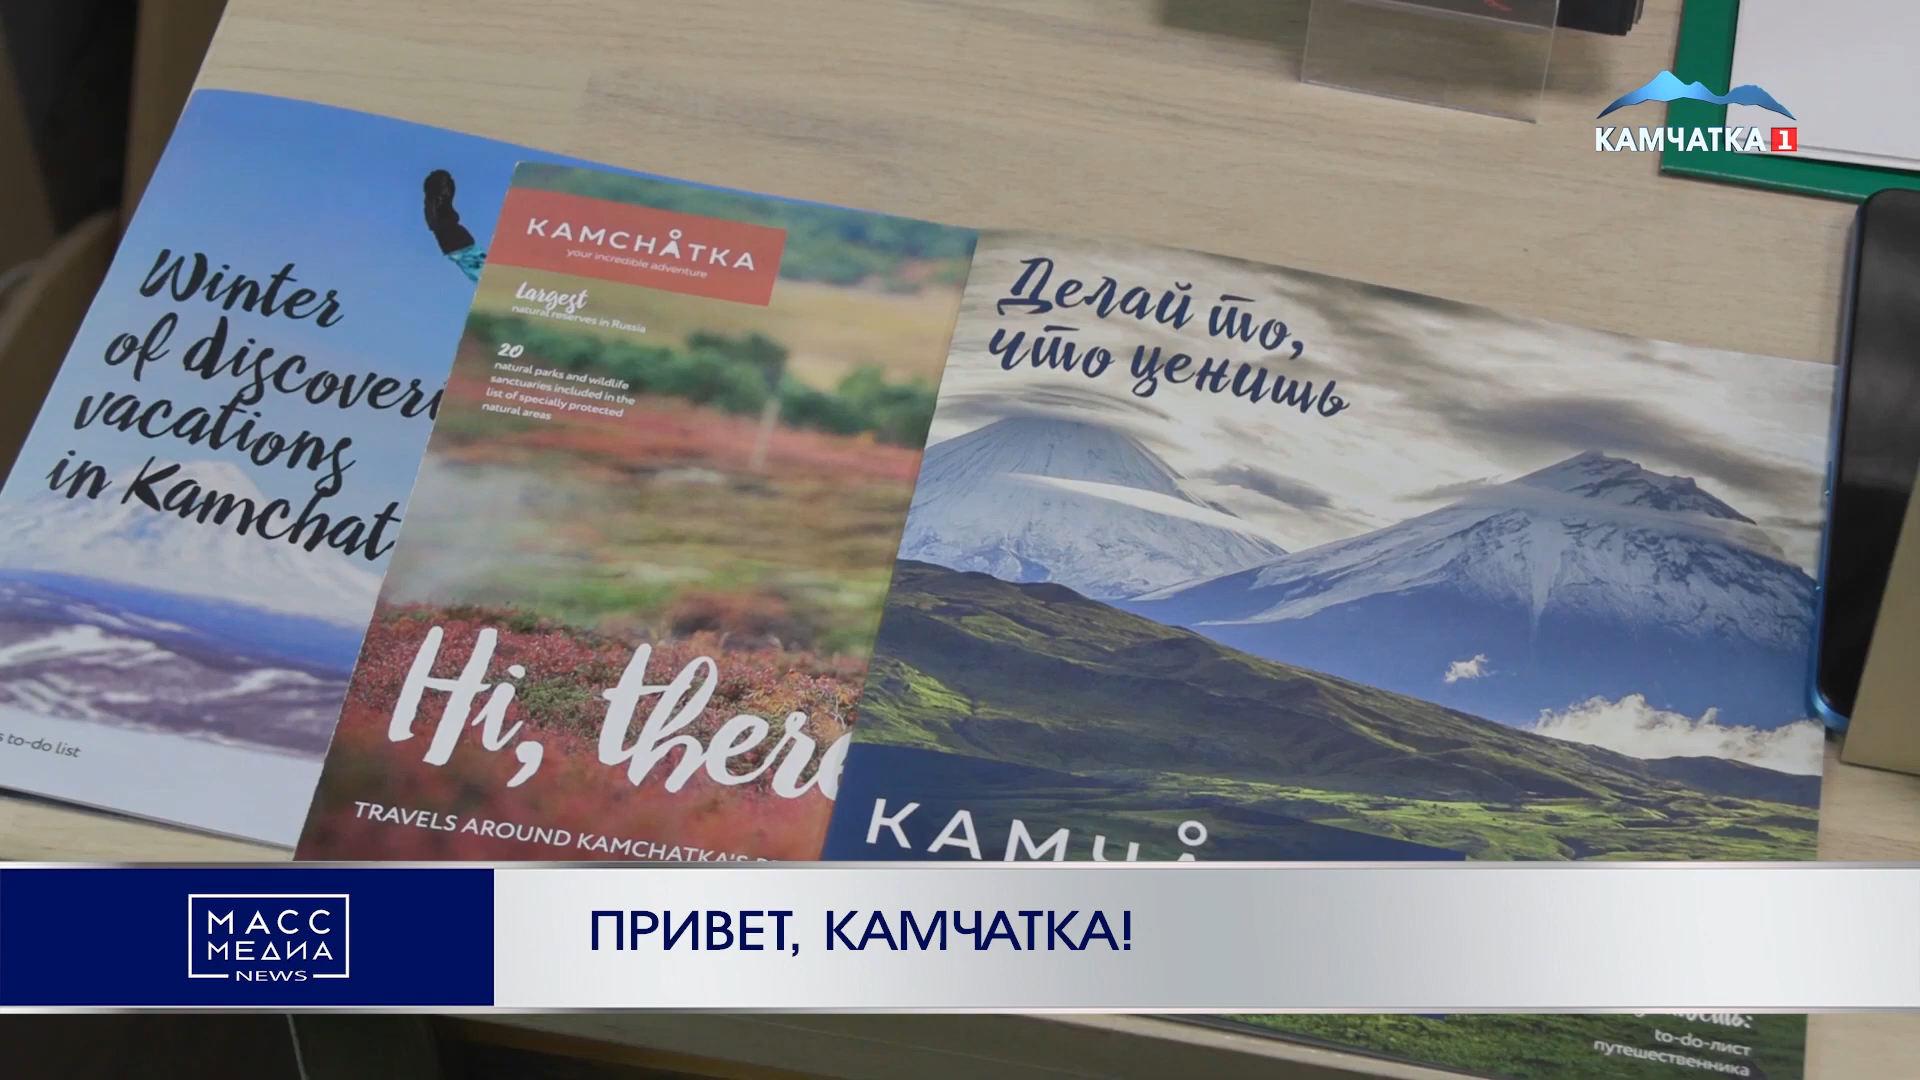 КАМЧАТКА 1
Winter
of discoveri
vacations
in Kamchat
to-do list
KAMCHATKA
your incredible adventure
Largest
natural reserves in Russia
20
natural parks and wildlife
sanctuaries included in the
list of specially protected
natural areas
Hi, there
TRAVELS AROUND KAMCHATKA'S
Делай то,
что ценишь
КАМЧА
to-do-лист
путешественника
МАСС
МЕДИА
NEWS
ПРИВЕТ, КАМЧАТКА!